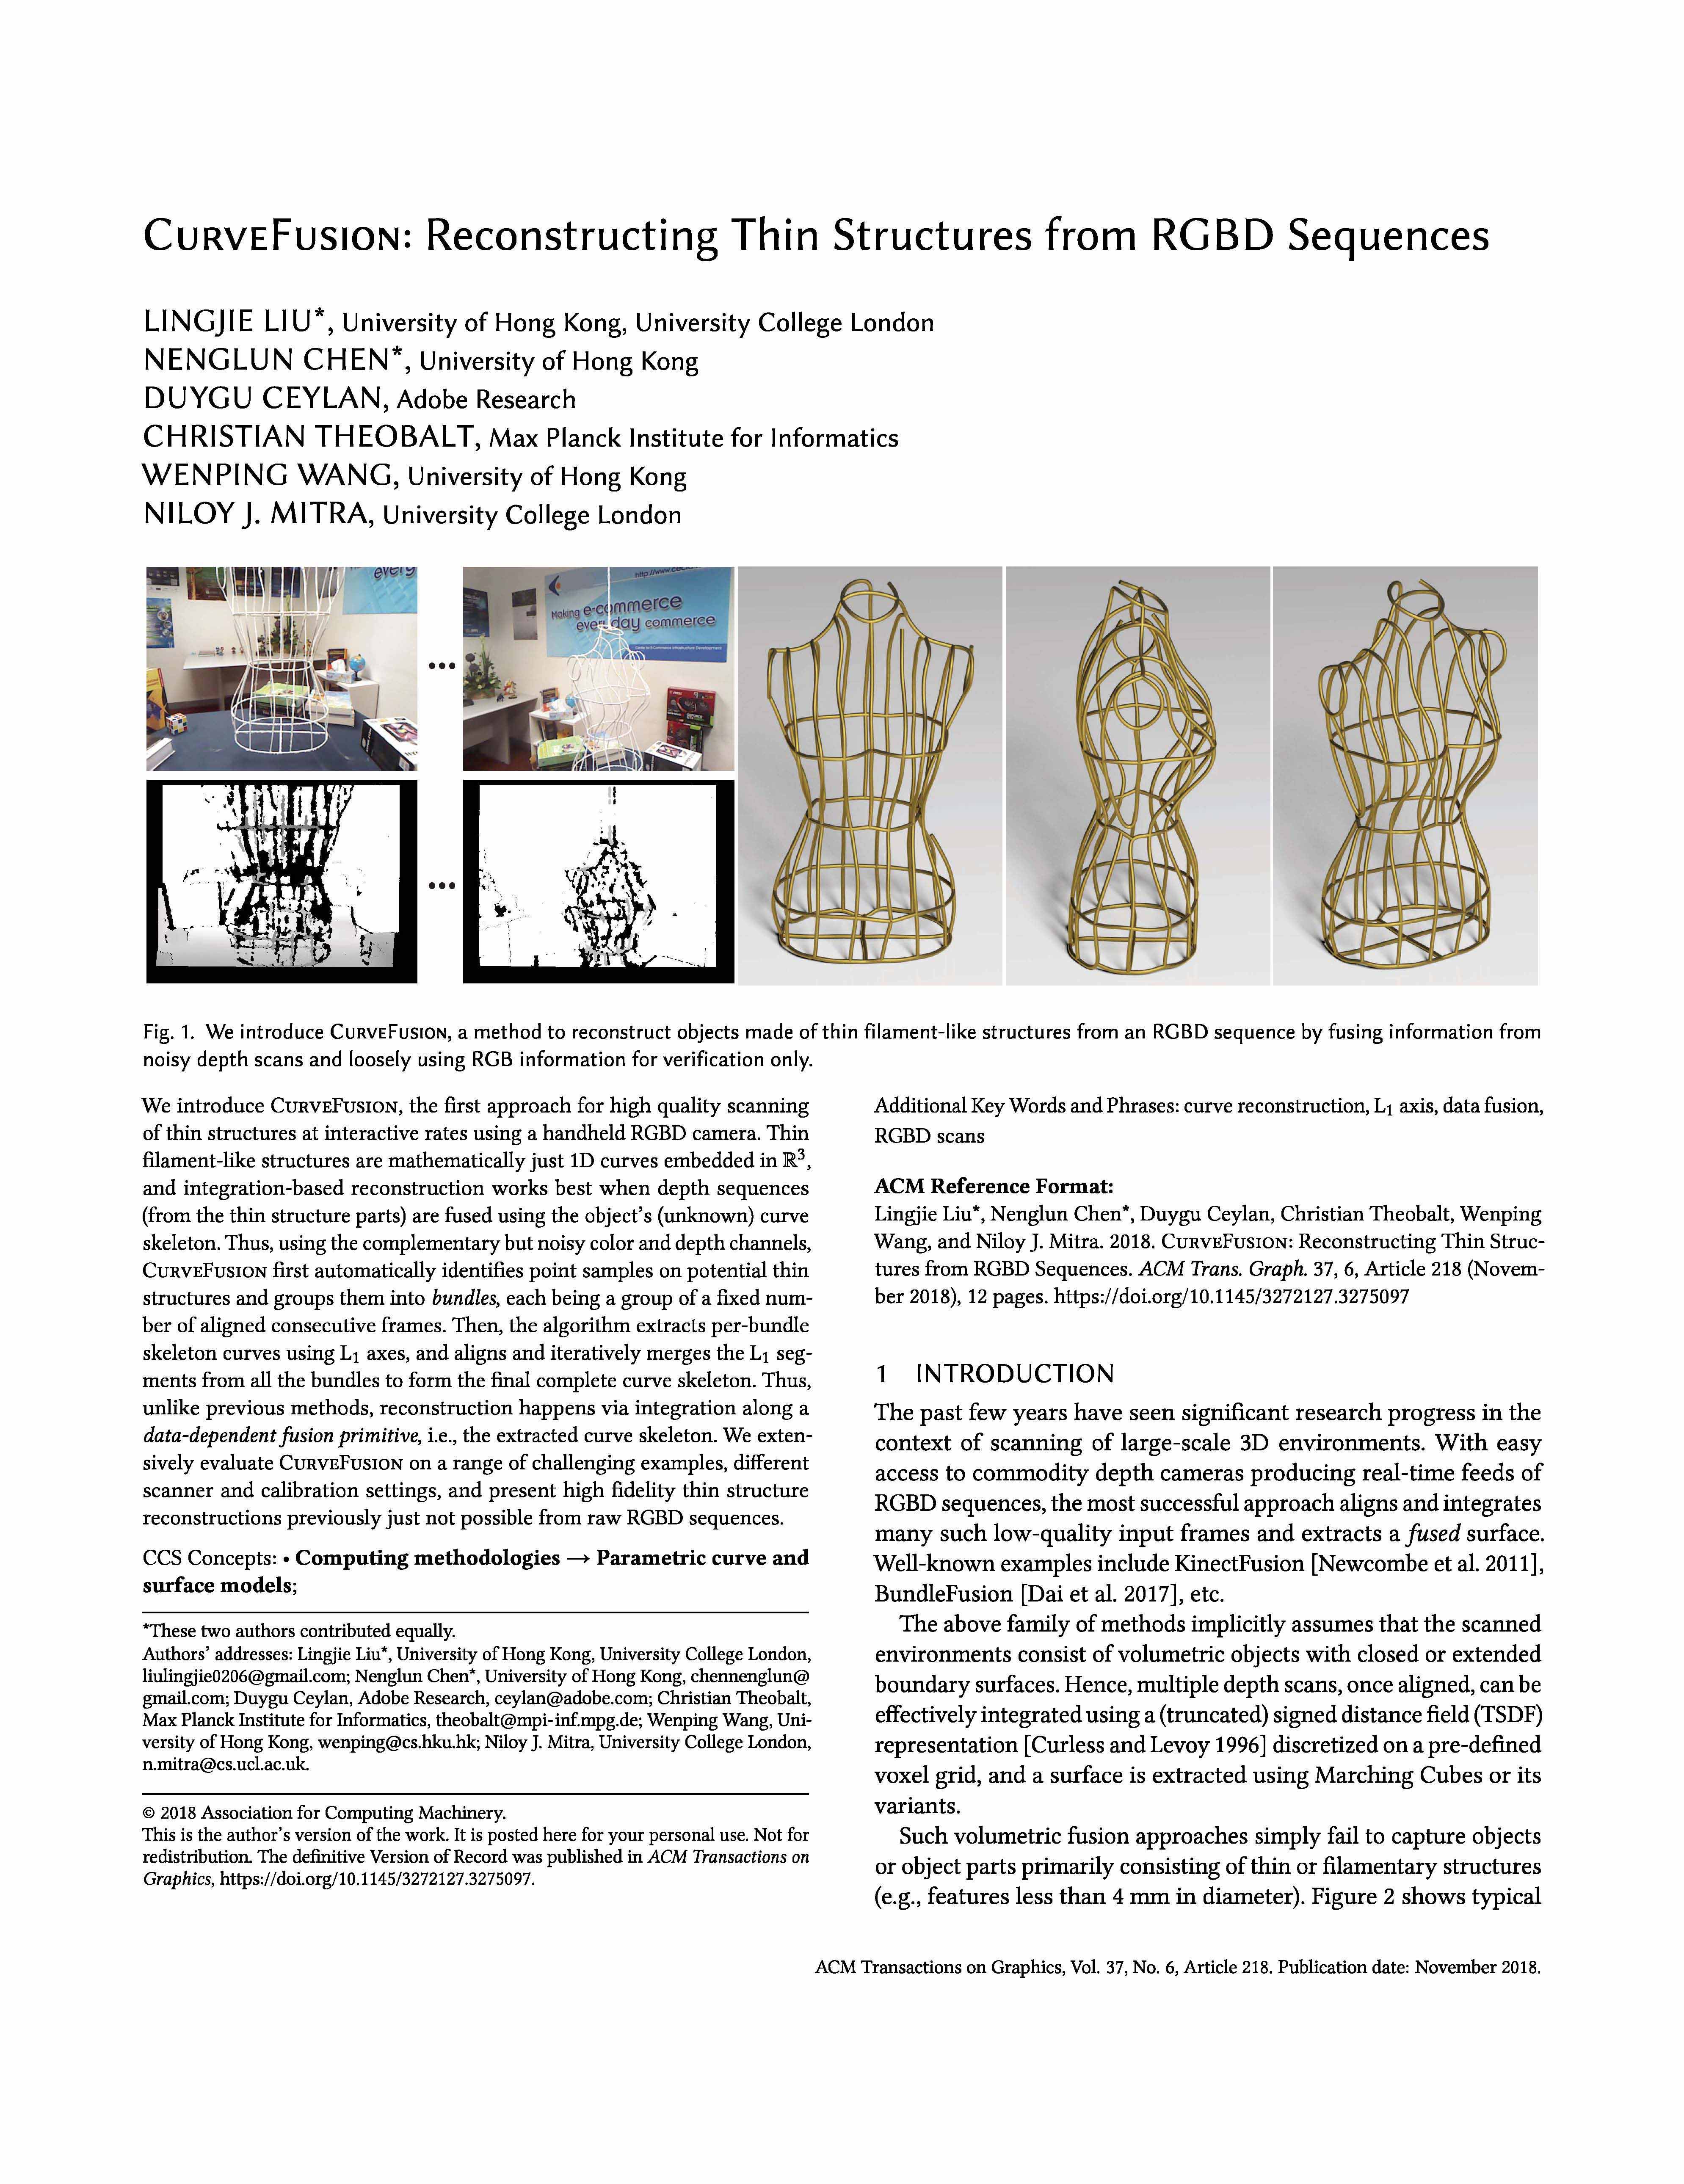 CURVEFUSION: Reconstructing Thin Structures from RGBD Sequences
LINGJIE LIU*, University of Hong Kong, University College London
NENGLUN CHEN*, University of Hong Kong
DUYGU CEYLAN, Adobe Research
CHRISTIAN THEOBALT, Max Planck Institute for Informatics
WENPING WANG, University of Hong Kong
NILOY J. MITRA, University College London
every
Making e-commerce
every day commerce
Fig. 1. We introduce CURVEFUSION, a method to reconstruct objects made of thin filament-like structures from an RGBD sequence by fusing information from
noisy depth scans and loosely using RGB information for verification only.
We introduce CURVEFUSION, the first approach for high quality scanning
of thin structures at interactive rates using a handheld RGBD camera. Thin
filament-like structures are mathematically just 1D curves embedded in ℝ³,
and integration-based reconstruction works best when depth sequences
(from the thin structure parts) are fused using the object's (unknown) curve
skeleton. Thus, using the complementary but noisy color and depth channels,
CURVEFUSION first automatically identifies point samples on potential thin
structures and groups them into bundles, each being a group of a fixed num-
ber of aligned consecutive frames. Then, the algorithm extracts per-bundle
skeleton curves using L₁ axes, and aligns and iteratively merges the L₁ seg-
ments from all the bundles to form the final complete curve skeleton. Thus,
unlike previous methods, reconstruction happens via integration along a
data-dependent fusion primitive, i.e., the extracted curve skeleton. We exten-
sively evaluate CURVEFUSION on a range of challenging examples, different
scanner and calibration settings, and present high fidelity thin structure
reconstructions previously just not possible from raw RGBD sequences.
CCS Concepts: • Computing methodologies → Parametric curve and
surface models;
*These two authors contributed equally.
Authors' addresses: Lingjie Liu*, University of Hong Kong, University College London,
liulingjie0206@gmail.com; Nenglun Chen*, University of Hong Kong, chennenglun@
gmail.com; Duygu Ceylan, Adobe Research, ceylan@adobe.com; Christian Theobalt,
Max Planck Institute for Informatics, theobalt@mpi-inf.mpg.de; Wenping Wang, Uni-
versity of Hong Kong, wenping@cs.hku.hk; Niloy J. Mitra, University College London,
n.mitra@cs.ucl.ac.uk.
© 2018 Association for Computing Machinery.
This is the author's version of the work. It is posted here for your personal use. Not for
redistribution. The definitive Version of Record was published in ACM Transactions on
Graphics, https://doi.org/10.1145/3272127.3275097.
Additional Key Words and Phrases: curve reconstruction, L₁ axis, data fusion,
RGBD scans
ACM Reference Format:
Lingjie Liu*, Nenglun Chen*, Duygu Ceylan, Christian Theobalt, Wenping
Wang, and Niloy J. Mitra. 2018. CURVEFUSION: Reconstructing Thin Struc-
tures from RGBD Sequences. ACM Trans. Graph. 37, 6, Article 218 (Novem-
ber 2018), 12 pages. https://doi.org/10.1145/3272127.3275097
1 INTRODUCTION
The past few years have seen significant research progress in the
context of scanning of large-scale 3D environments. With easy
access to commodity depth cameras producing real-time feeds of
RGBD sequences, the most successful approach aligns and integrates
many such low-quality input frames and extracts a fused surface.
Well-known examples include KinectFusion [Newcombe et al. 2011],
BundleFusion [Dai et al. 2017], etc.
The above family of methods implicitly assumes that the scanned
environments consist of volumetric objects with closed or extended
boundary surfaces. Hence, multiple depth scans, once aligned, can be
effectively integrated using a (truncated) signed distance field (TSDF)
representation [Curless and Levoy 1996] discretized on a pre-defined
voxel grid, and a surface is extracted using Marching Cubes or its
variants.
Such volumetric fusion approaches simply fail to capture objects
or object parts primarily consisting of thin or filamentary structures
(e.g., features less than 4 mm in diameter). Figure 2 shows typical
ACM Transactions on Graphics, Vol. 37, No. 6, Article 218. Publication date: November 2018.